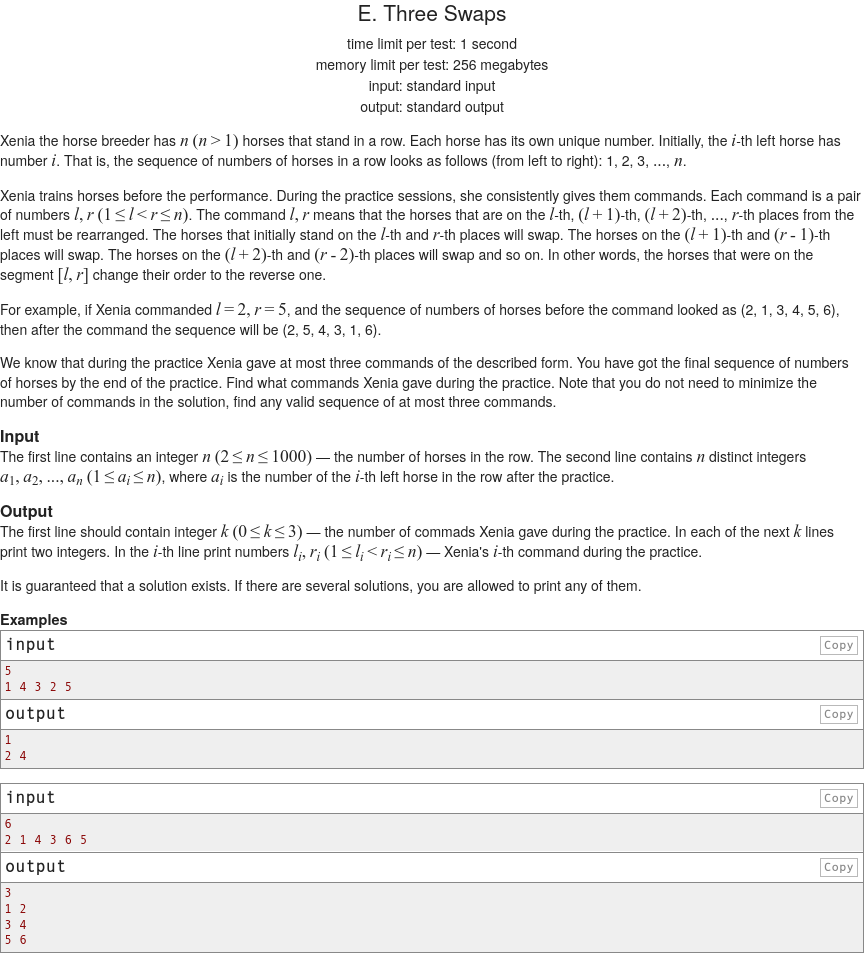 E. Three Swaps
time limit per test: 1 second
memory limit per test: 256 megabytes
input: standard input
output: standard output
Xenia the horse breeder has n (n > 1) horses that stand in a row. Each horse has its own unique number. Initially, the i-th left horse has
number i. That is, the sequence of numbers of horses in a row looks as follows (from left to right): 1, 2, 3, ..., n.
Xenia trains horses before the performance. During the practice sessions, she consistently gives them commands. Each command is a pair
of numbers l, r (1 ≤ l < r ≤ n). The command l, r means that the horses that are on the l-th, (l + 1)-th, (l + 2)-th, ..., r-th places from the
left must be rearranged. The horses that initially stand on the l-th and r-th places will swap. The horses on the (l + 1)-th and (r - 1)-th
places will swap. The horses on the (l + 2)-th and (r - 2)-th places will swap and so on. In other words, the horses that were on the
segment [l, r] change their order to the reverse one.
For example, if Xenia commanded l = 2, r = 5, and the sequence of numbers of horses before the command looked as (2, 1, 3, 4, 5, 6),
then after the command the sequence will be (2, 5, 4, 3, 1, 6).
We know that during the practice Xenia gave at most three commands of the described form. You have got the final sequence of numbers
of horses by the end of the practice. Find what commands Xenia gave during the practice. Note that you do not need to minimize the
number of commands in the solution, find any valid sequence of at most three commands.
Input
The first line contains an integer n (2 ≤ n ≤ 1000) — the number of horses in the row. The second line contains n distinct integers
a1, a2, ..., an (1 ≤ ai ≤ n), where ai is the number of the i-th left horse in the row after the practice.
Output
The first line should contain integer k (0 ≤ k ≤ 3) — the number of commads Xenia gave during the practice. In each of the next k lines
print two integers. In the i-th line print numbers li, ri (1 ≤ li < ri ≤ n) — Xenia's i-th command during the practice.
It is guaranteed that a solution exists. If there are several solutions, you are allowed to print any of them.
Examples
input Copy
5
1 4 3 2 5
output Copy
1
2 4
input Copy
6
2 1 4 3 6 5
output Copy
3
1 2
3 4
5 6